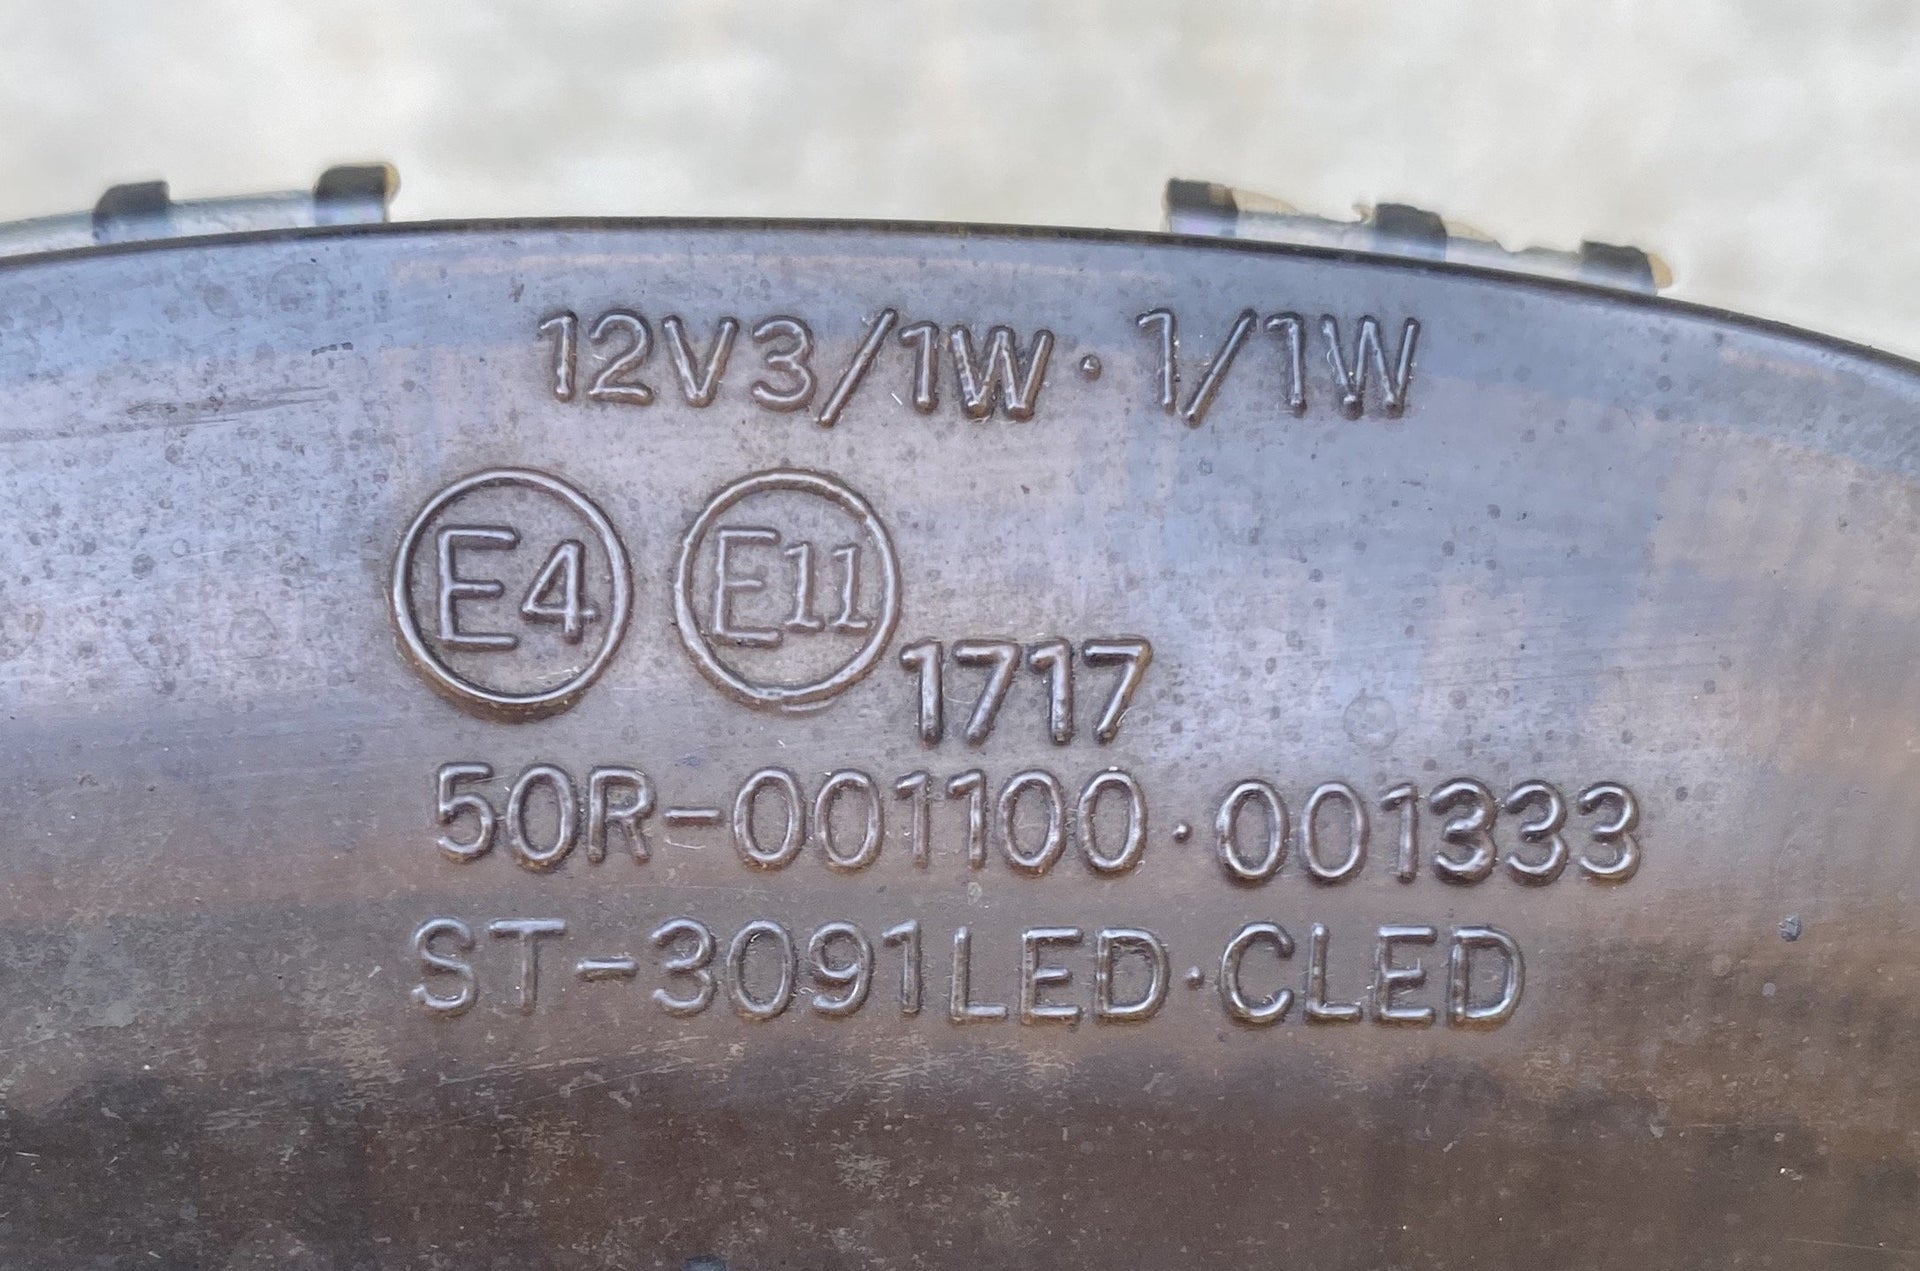 12V3/1W·1/1W
E4 E11 1717
50R-001100·001333
ST-3091LED·CLED